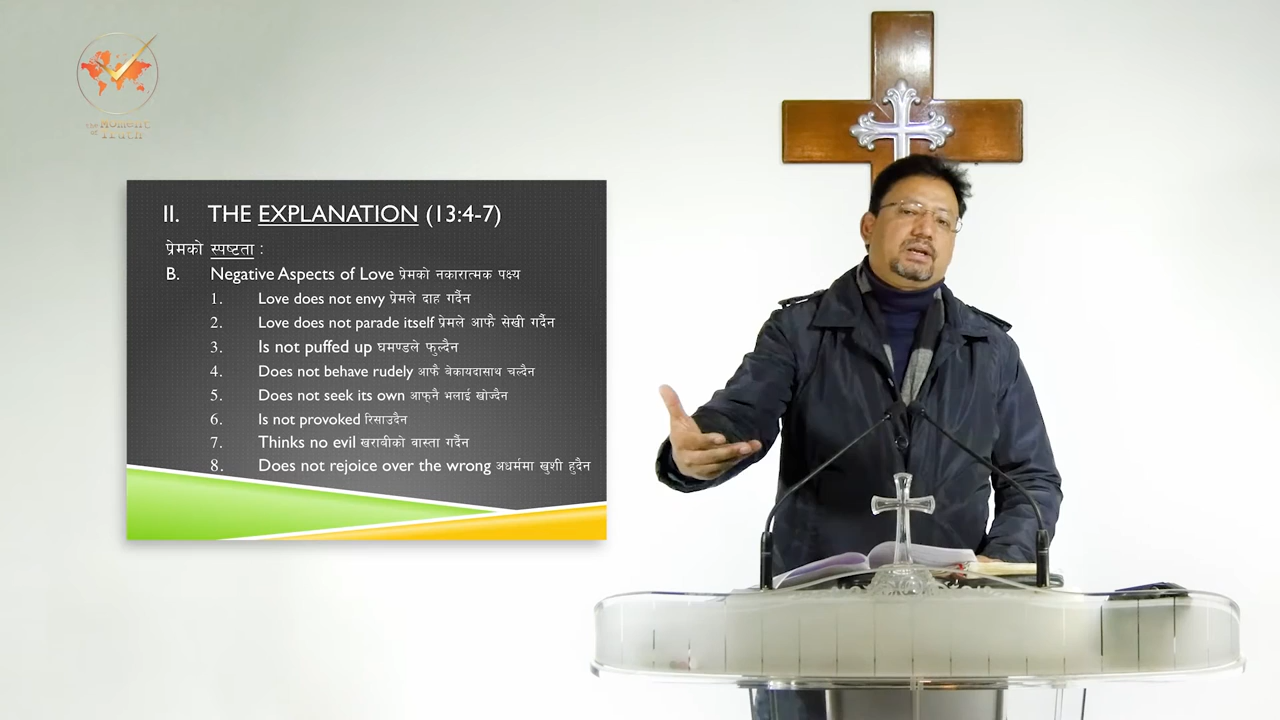 The Moment
of Truth
II. THE EXPLANATION (13:4-7)
प्रेमको स्पष्टता :
B. Negative Aspects of Love प्रेमको नकारात्मक पक्ष्य
1. Love does not envy प्रेमले दाह गर्दैन
2. Love does not parade itself प्रेमले आफै सेखी गर्दैन
3. Is not puffed up घमण्डले फुल्दैन
4. Does not behave rudely आफै बेकायदासाथ चल्दैन
5. Does not seek its own आफ्नै भलाई खोज्दैन
6. Is not provoked रिसाउदैन
7. Thinks no evil खराबीको वास्ता गर्दैन
8. Does not rejoice over the wrong अधर्ममा खुशी हुदैन